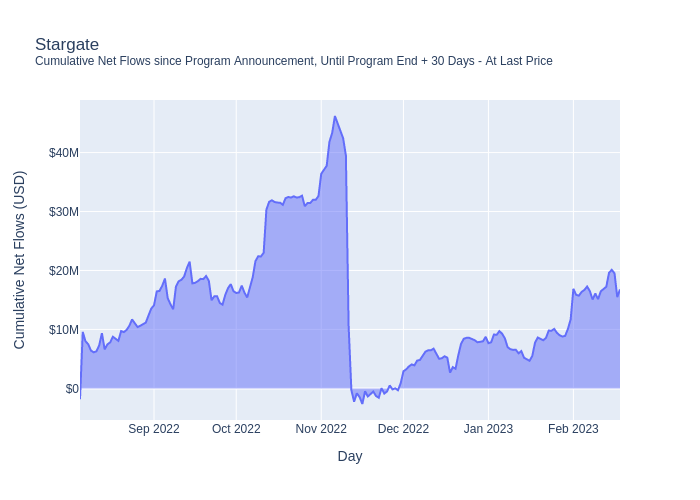 Stargate
Cumulative Net Flows since Program Announcement, Until Program End + 30 Days - At Last Price
Cumulative Net Flows (USD)
$40M
$30M
$20M
$10M
$0
Sep 2022
Oct 2022
Nov 2022
Dec 2022
Jan 2023
Feb 2023
Day